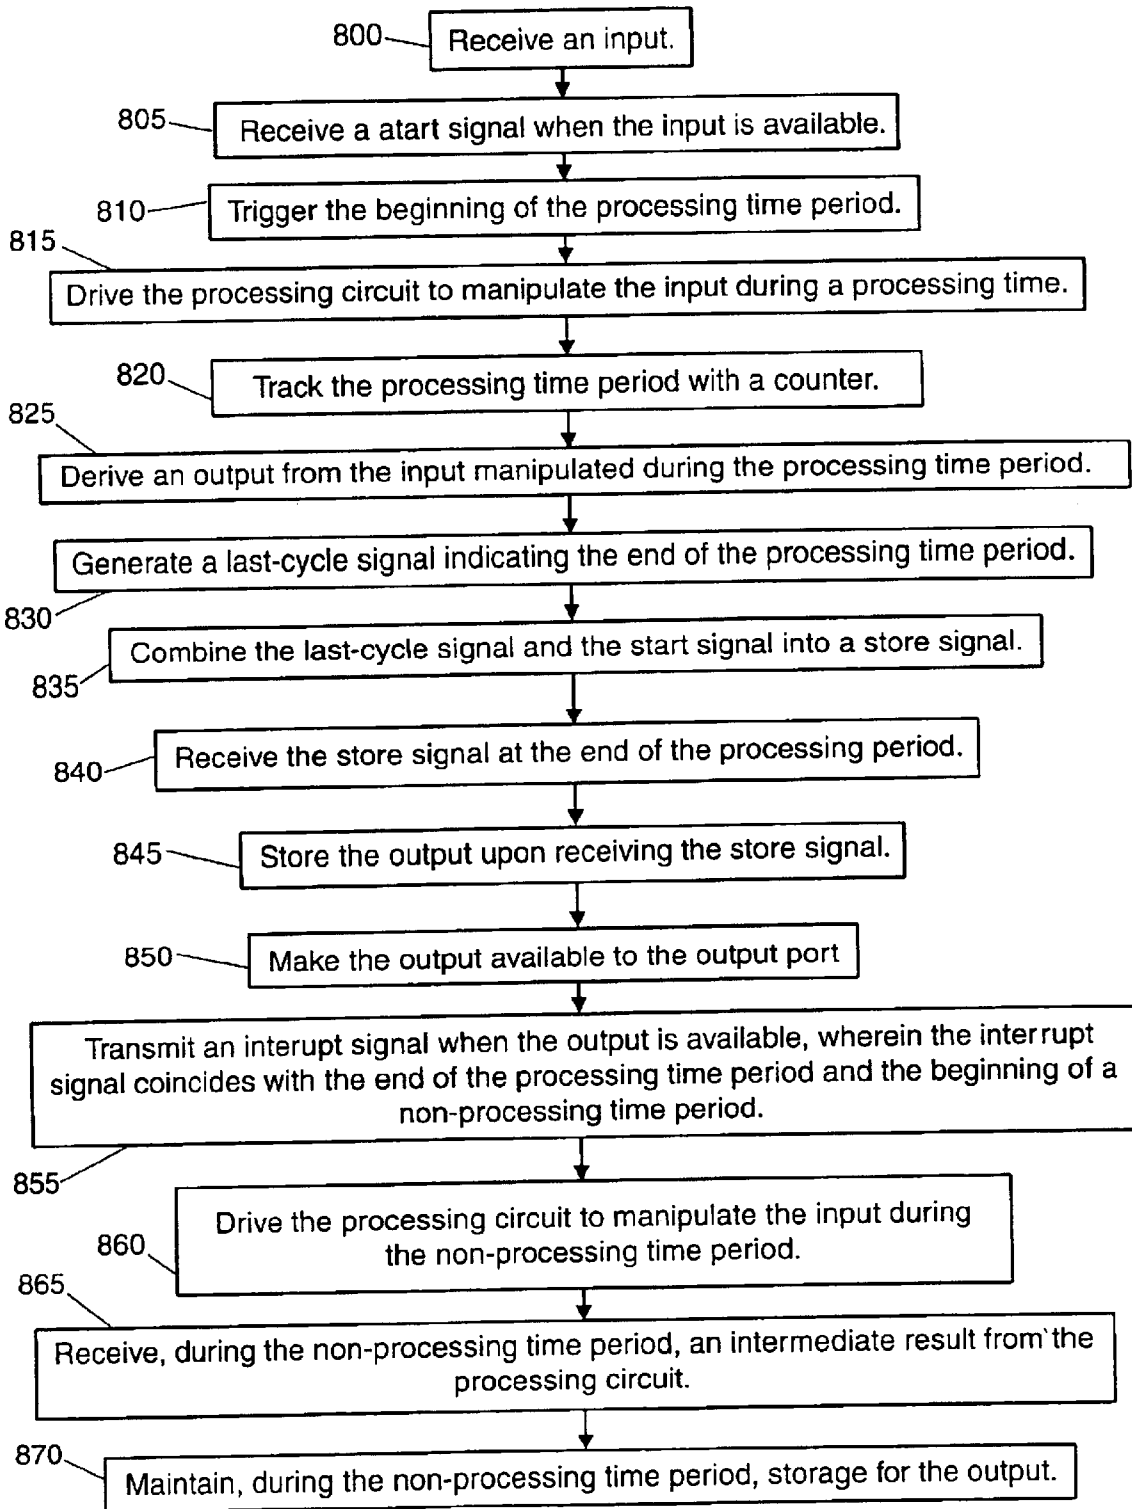 800
Receive an input.
805
Receive a atart signal when the input is available.
810
Trigger the beginning of the processing time period.
815
Drive the processing circuit to manipulate the input during a processing time.
820
Track the processing time period with a counter.
825
Derive an output from the input manipulated during the processing time period.
Generate a last-cycle signal indicating the end of the processing time period.
830
Combine the last-cycle signal and the start signal into a store signal.
835
Receive the store signal at the end of the processing period.
840
845
Store the output upon receiving the store signal.
850
Make the output available to the output port
Transmit an interupt signal when the output is available, wherein the interrupt
signal coincides with the end of the processing time period and the beginning of a
non-processing time period.
855
Drive the processing circuit to manipulate the input during
the non-processing time period.
860
865
Receive, during the non-processing time period, an intermediate result from the
processing circuit.
870
Maintain, during the non-processing time period, storage for the output.